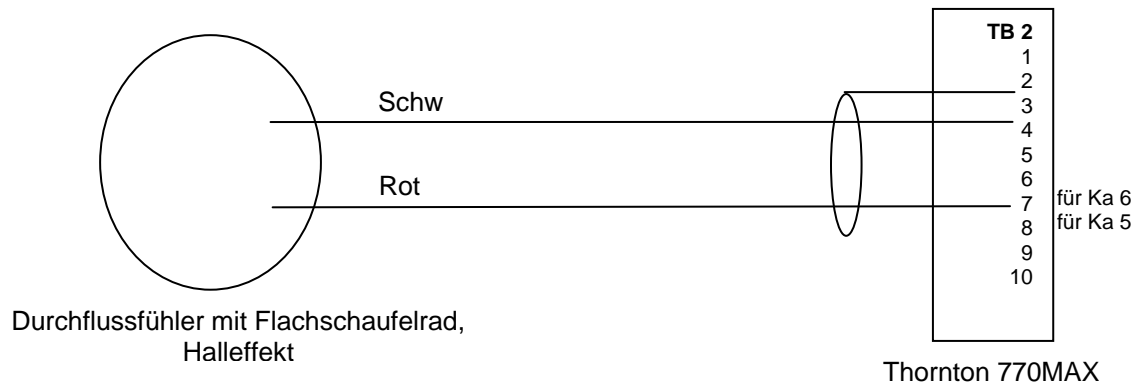 TB 2
1
2
3
4
5
6
7
8
9
10
für Ka 6
für Ka 5
Schw
Rot
Durchflussfühler mit Flachschaufelrad,
Halleffekt
Thornton 770MAX